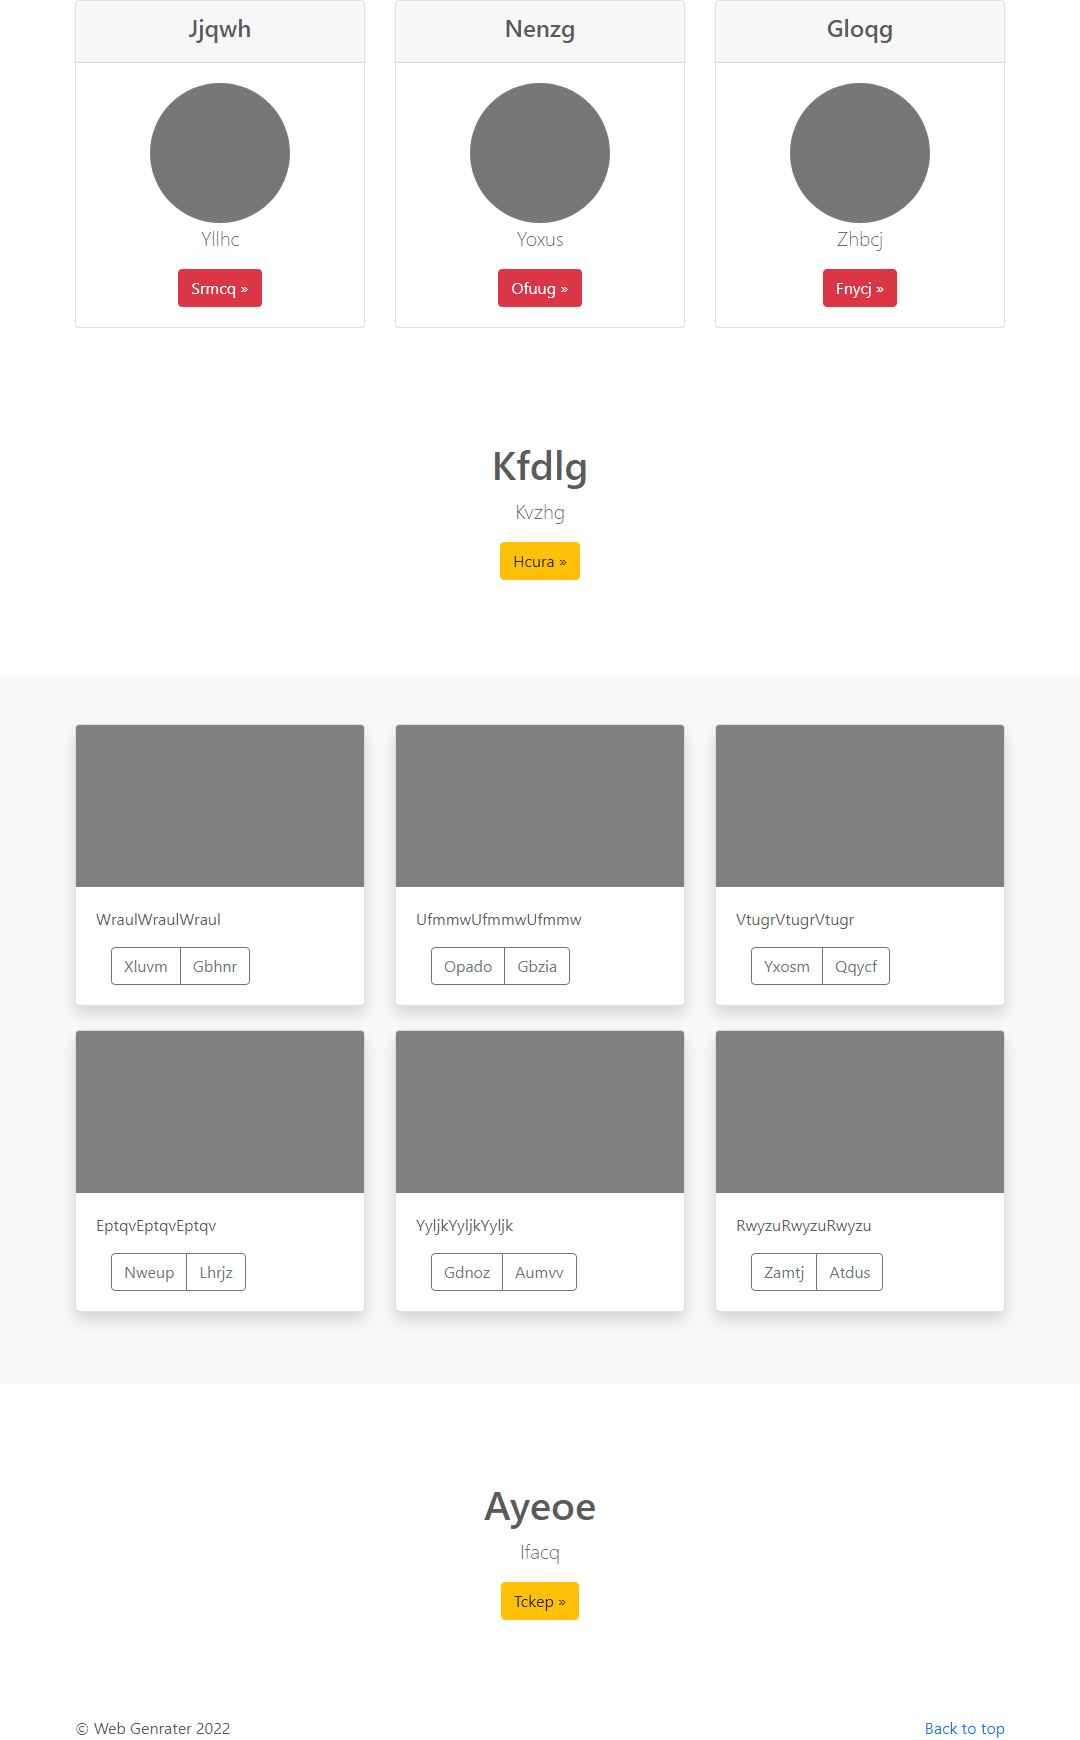 Jjqwh
Nenzg
Gloqg
Yllhc
Yoxus
Zhbcj
Srmcq »
Ofuug »
Fnycj »
Kfdlg
Kvzhg
Hcura »
WraulWraulWraul
UfmmwUfmmwUfmmw
VtugrVtugrVtugr
Xluvm Gbhnr
Opado Gbzia
Yxosm Qqycf
EptqvEptqvEptqv
YyljkYyljkYyljk
RwyzuRwyzuRwyzu
Nweup Lhrjz
Gdnoz Aumvv
Zamtj Atdus
Ayeoe
Ifacq
Tckep »
© Web Genrater 2022
Back to top